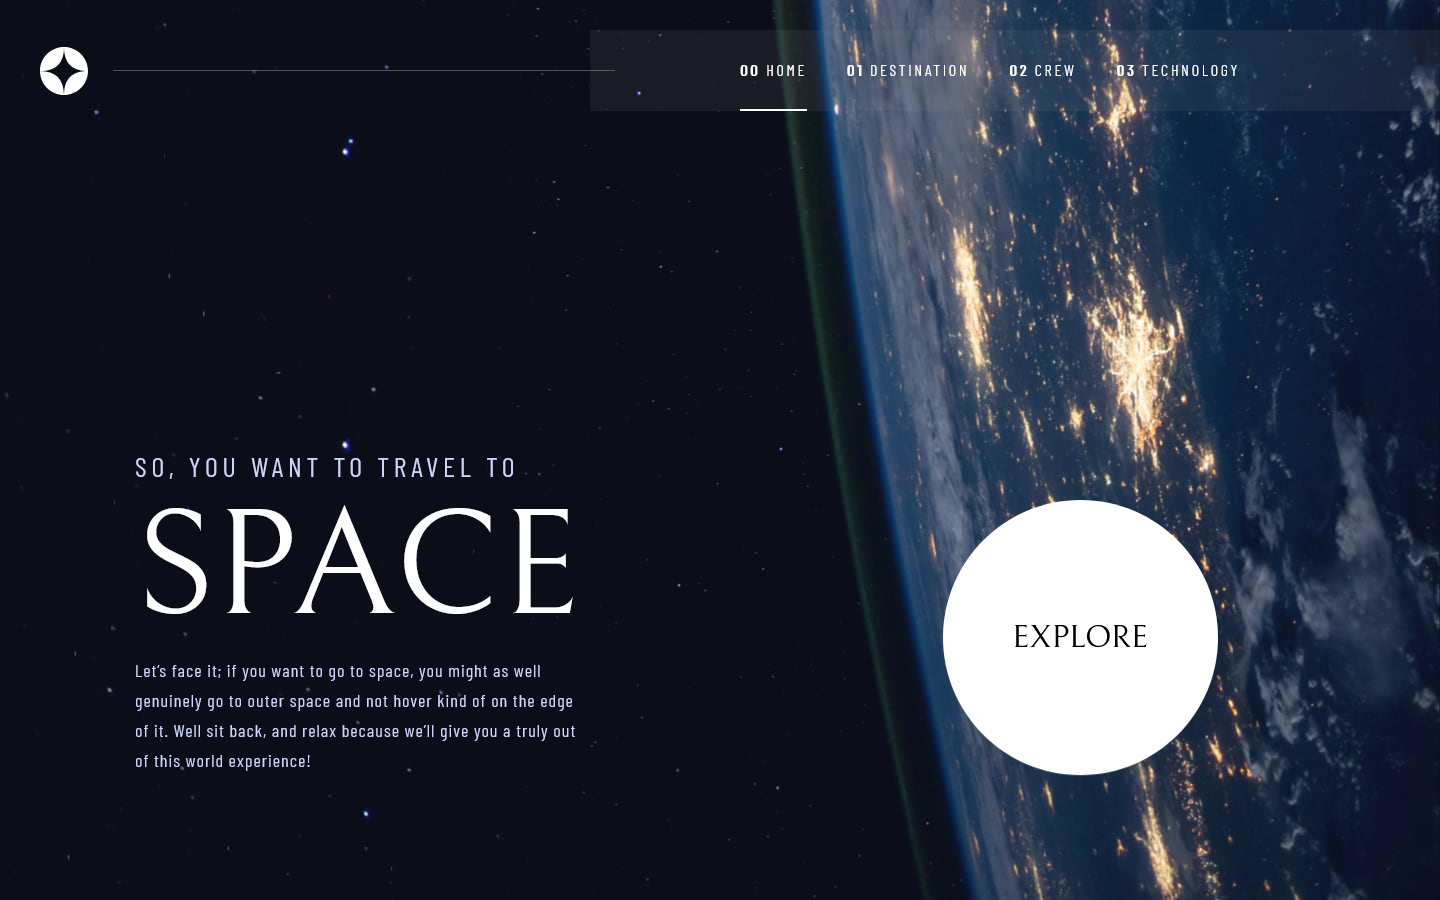 00 HOME 01 DESTINATION 02 CREW 03 TECHNOLOGY
SO, YOU WANT TO TRAVEL TO
SPACE
Let’s face it; if you want to go to space, you might as well
genuinely go to outer space and not hover kind of on the edge
of it. Well sit back, and relax because we’ll give you a truly out
of this world experience!
EXPLORE